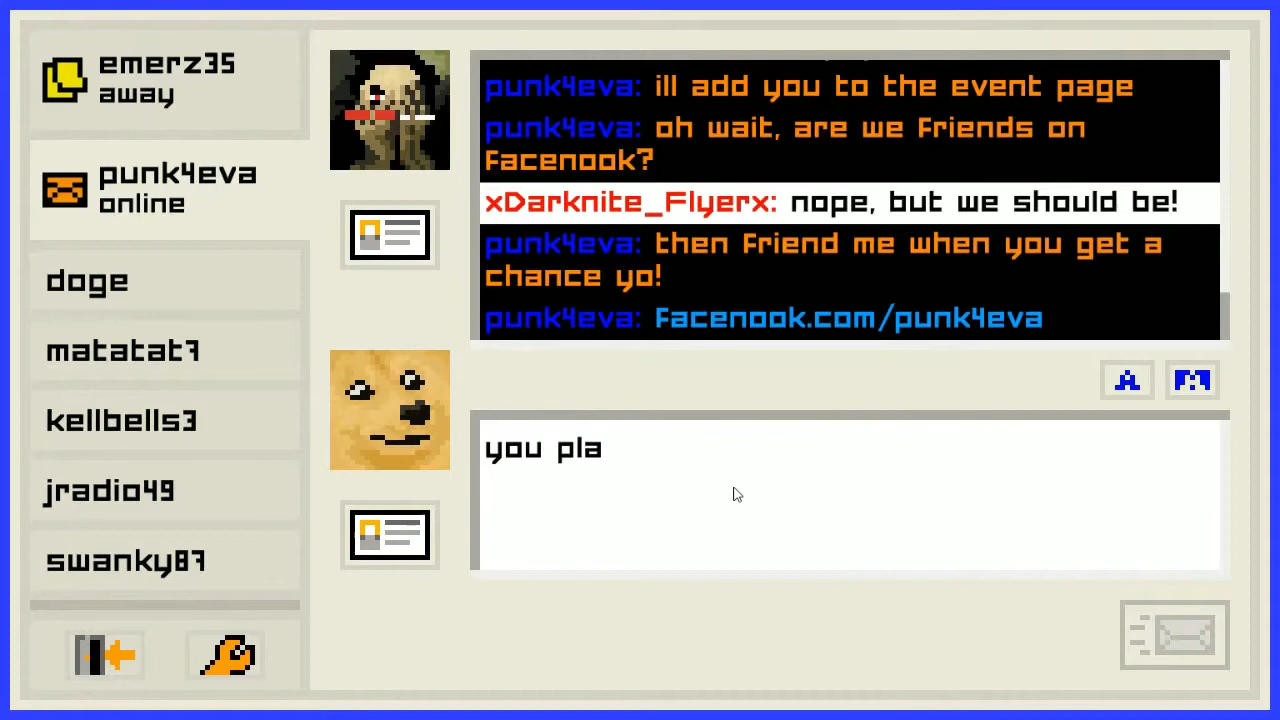 emerz35
away
punk4eva
online
doge
matatat7
kellbells3
jradio49
swanky87
punk4eva: ill add you to the event page
punk4eva: oh wait, are we Friends on
Facenook?
xDarknite_Flyerx: nope, but we should be!
punk4eva: then Friend me when you get a
chance yo!
punk4eva: Facenook.com/punk4eva
A
you pla